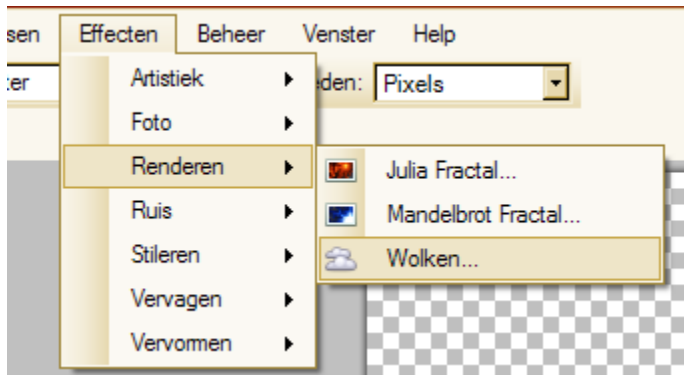 sen Effecten Beheer Venster Help
ter Artistiek eden: Pixels
Foto
Renderen Julia Fractal...
Ruis Mandelbrot Fractal...
Stileren Wolken...
Vervagen
Vervormen